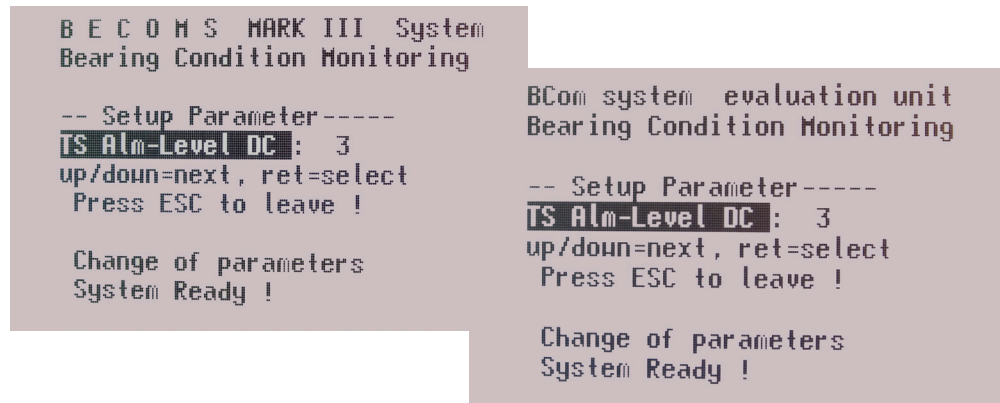 B E C O M S MARK III System
Bearing Condition Monitoring
-- Setup Parameter-----
TS Alm-Level DC : 3
up/down=next, ret=select
Press ESC to leave !
Change of parameters
System Ready !
BCom system evaluation unit
Bearing Condition Monitoring
-- Setup Parameter-----
TS Alm-Level DC : 3
up/down=next, ret=select
Press ESC to leave !
Change of parameters
System Ready !